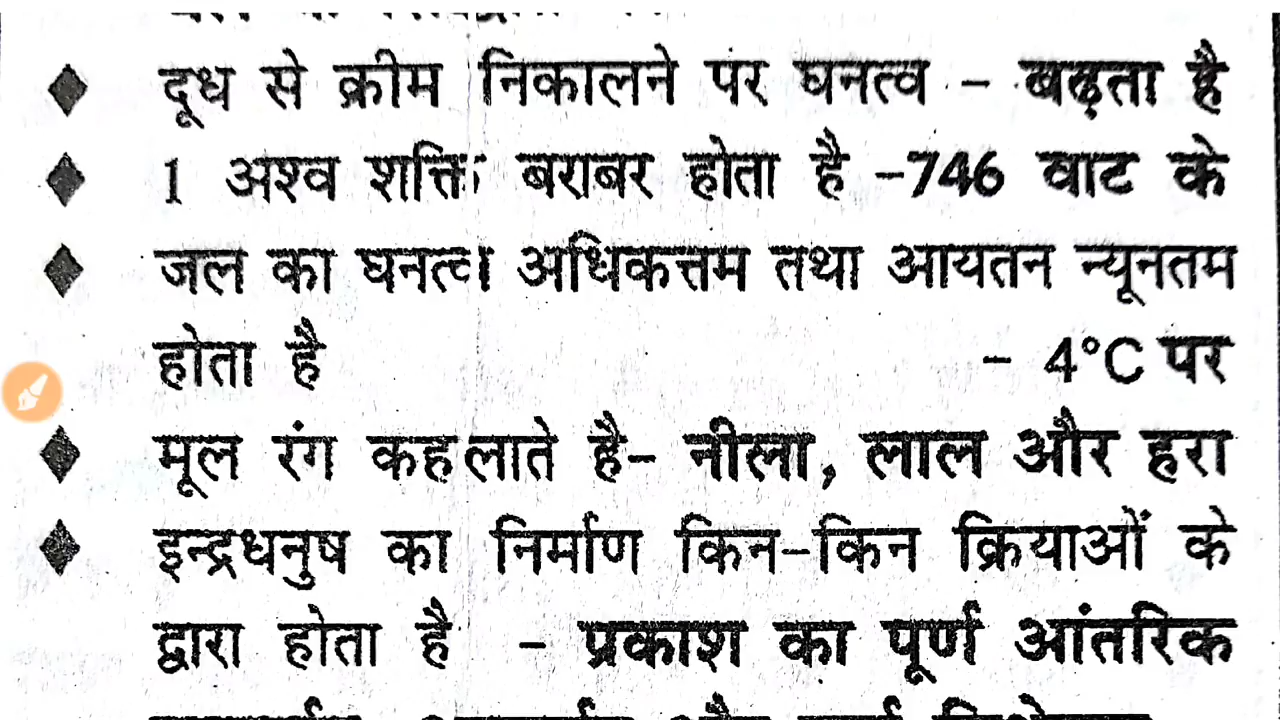 ♦ दूध से क्रीम निकालने पर घनत्व - बढ़ता है
♦ 1 अश्व शक्ति बराबर होता है -746 वाट के
♦ जल का घनत्व अधिकत्तम तथा आयतन न्यूनतम
होता है - 4°C पर
♦ मूल रंग कहलाते है- नीला, लाल और हरा
♦ इन्द्रधनुष का निर्माण किन-किन क्रियाओं के
द्वारा होता है - प्रकाश का पूर्ण आंतरिक